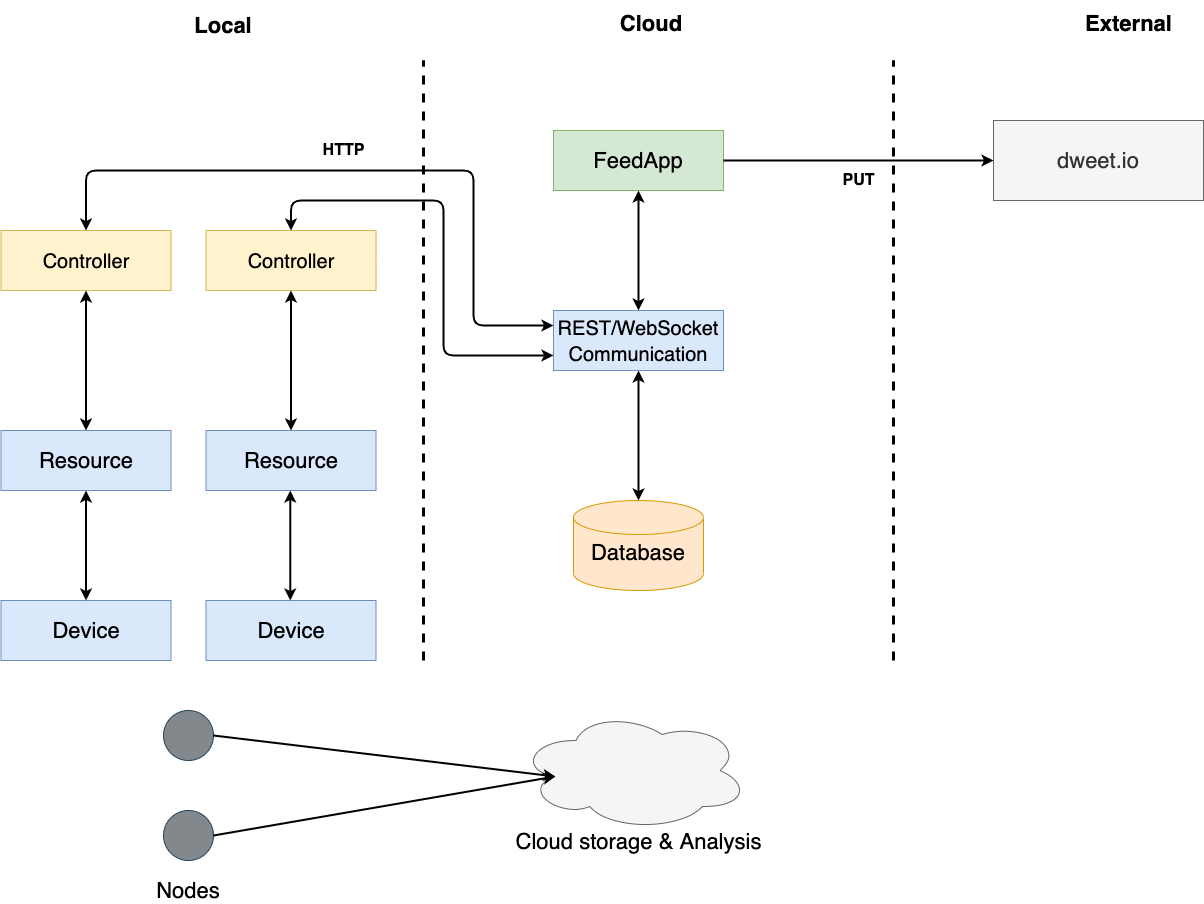 Local
Cloud
External
HTTP
FeedApp
dweet.io
PUT
Controller
Controller
REST/WebSocket
Communication
Resource
Resource
Database
Device
Device
Cloud storage & Analysis
Nodes